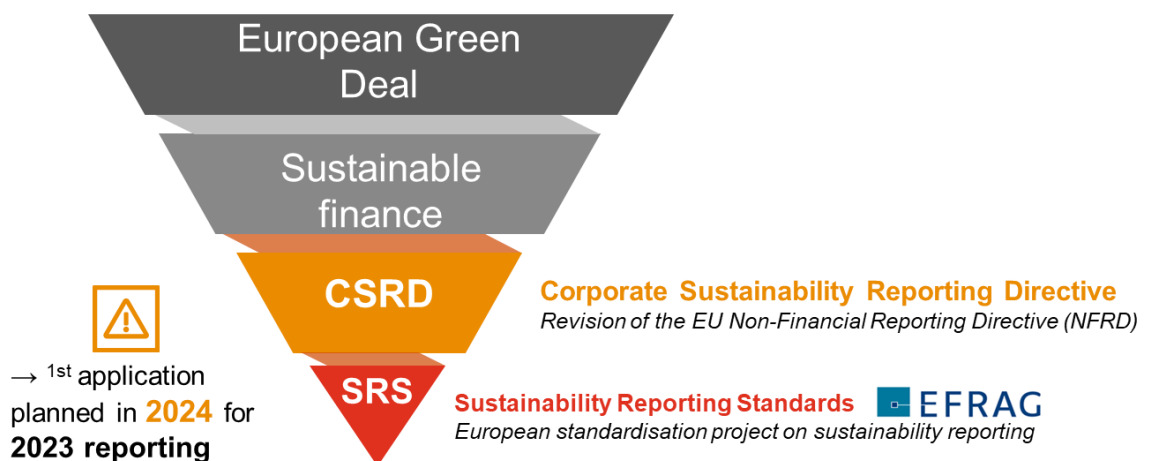 European Green
Deal
Sustainable
finance
CSRD
Corporate Sustainability Reporting Directive
Revision of the EU Non-Financial Reporting Directive (NFRD)
→ 1st application
planned in 2024 for
2023 reporting
SRS
Sustainability Reporting Standards EFRAG
European standardisation project on sustainability reporting